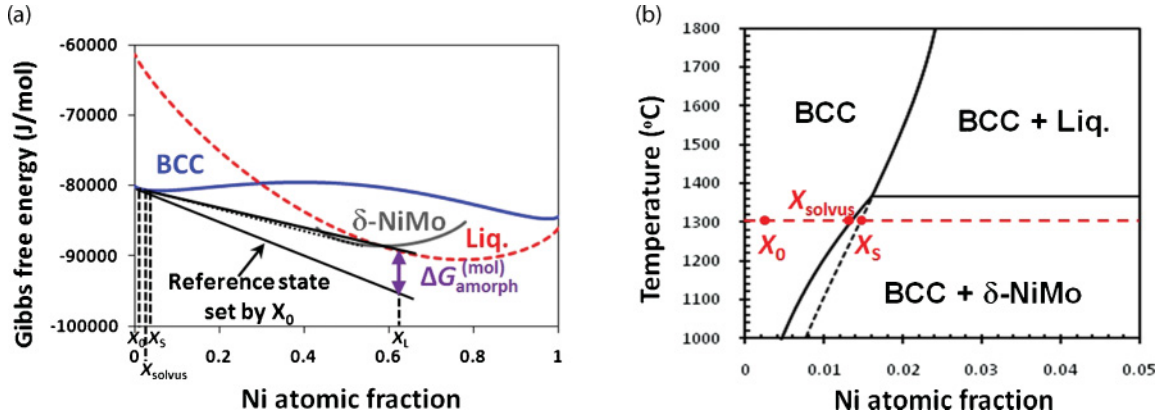 (a)
Gibbs free energy (J/mol)
-60000
-70000
-80000
-90000
-100000
BCC
δ-NiMo
Liq.
Reference state
set by X₀
ΔG(mol)amorph
X₀
Xsolvus
XS
XL
0
0.2
0.4
0.6
0.8
1
Ni atomic fraction
(b)
Temperature (°C)
1800
1700
1600
1500
1400
1300
1200
1100
1000
BCC
BCC + Liq.
Xsolvus
X₀
XS
BCC + δ-NiMo
0
0.01
0.02
0.03
0.04
0.05
Ni atomic fraction